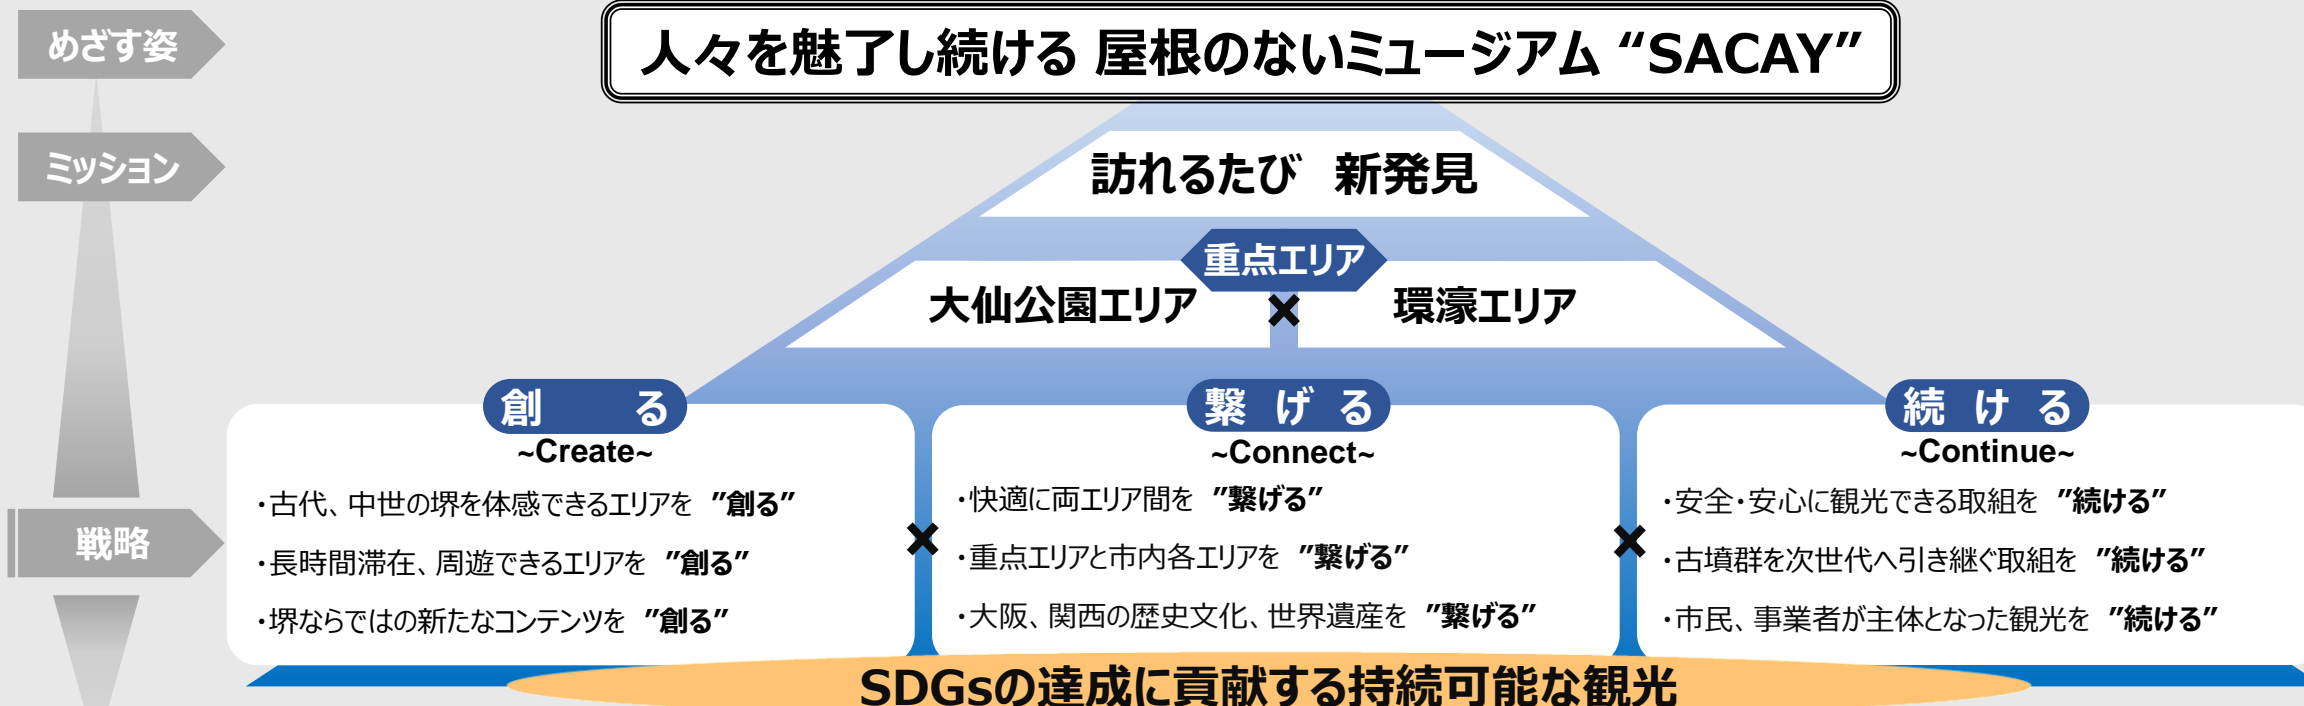 めざす姿
人々を魅了し続ける 屋根のないミュージアム “SACAY”
ミッション
訪れるたび　新発見
重点エリア
大仙公園エリア
×
環濠エリア
戦略
創　る
~Create~
・古代、中世の堺を体感できるエリアを ”創る”
・長時間滞在、周遊できるエリアを ”創る”
・堺ならではの新たなコンテンツを ”創る”
×
繋 げ る
~Connect~
・快適に両エリア間を ”繋げる”
・重点エリアと市内各エリアを ”繋げる”
・大阪、関西の歴史文化、世界遺産を ”繋げる”
×
続 け る
~Continue~
・安全・安心に観光できる取組を ”続ける”
・古墳群を次世代へ引き継ぐ取組を ”続ける”
・市民、事業者が主体となった観光を ”続ける”
SDGsの達成に貢献する持続可能な観光